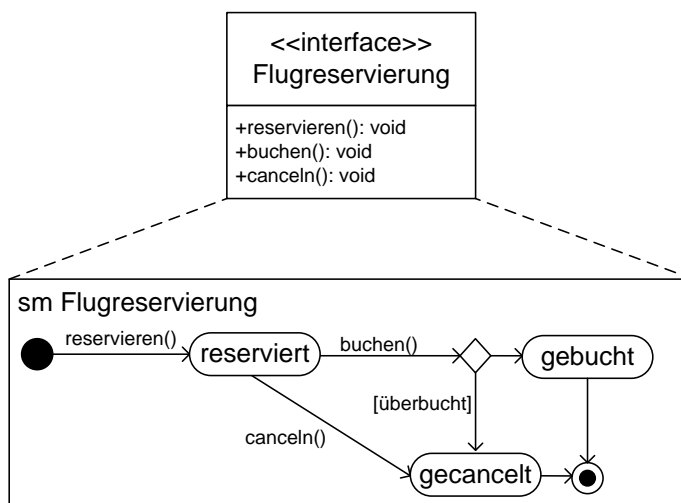 <<interface>>
Flugreservierung
+reservieren(): void
+buchen(): void
+canceln(): void
sm Flugreservierung
reservieren()
reserviert
buchen()
gebucht
[überbucht]
canceln()
gecancelt